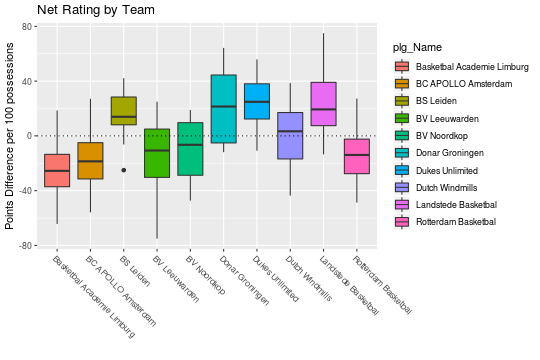 Net Rating by Team
Points Difference per 100 possessions
80
40
0
-40
-80
Basketbal Academie Limburg
BC APOLLO Amsterdam
BS Leiden
BV Leeuwarden
BV Noordkop
Donar Groningen
Dukes Unlimited
Dutch Windmills
Landstede Basketbal
Rotterdam Basketbal
plg_Name
Basketbal Academie Limburg
BC APOLLO Amsterdam
BS Leiden
BV Leeuwarden
BV Noordkop
Donar Groningen
Dukes Unlimited
Dutch Windmills
Landstede Basketbal
Rotterdam Basketbal